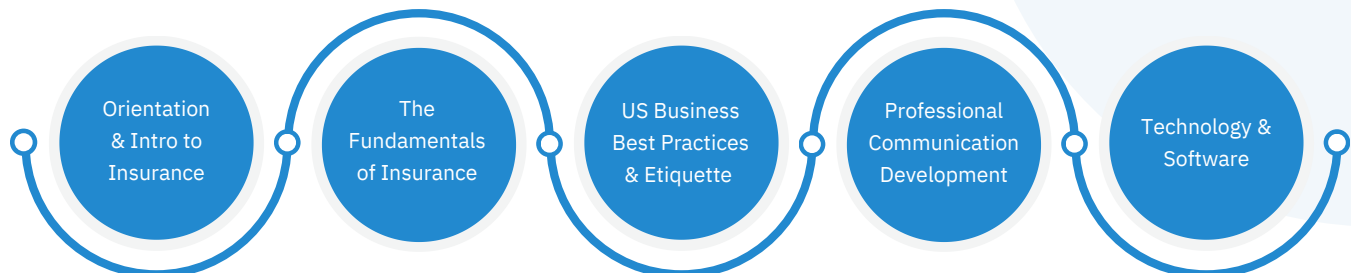 Orientation
& Intro to
Insurance
The
Fundamentals
of Insurance
US Business
Best Practices
& Etiquette
Professional
Communication
Development
Technology &
Software